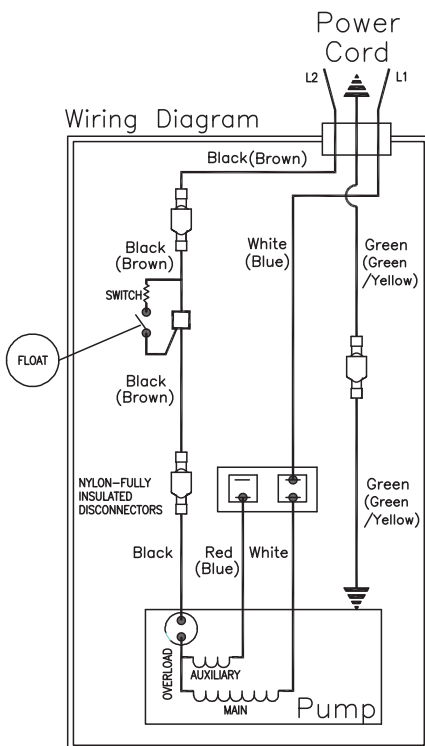 Power
Cord
L2
L1
Wiring Diagram
Black(Brown)
Black
(Brown)
White
(Blue)
Green
(Green
/Yellow)
SWITCH
FLOAT
Black
(Brown)
NYLON-FULLY
INSULATED
DISCONNECTORS
Green
(Green
/Yellow)
Black
Red
(Blue)
White
OVERLOAD
AUXILIARY
MAIN
Pump